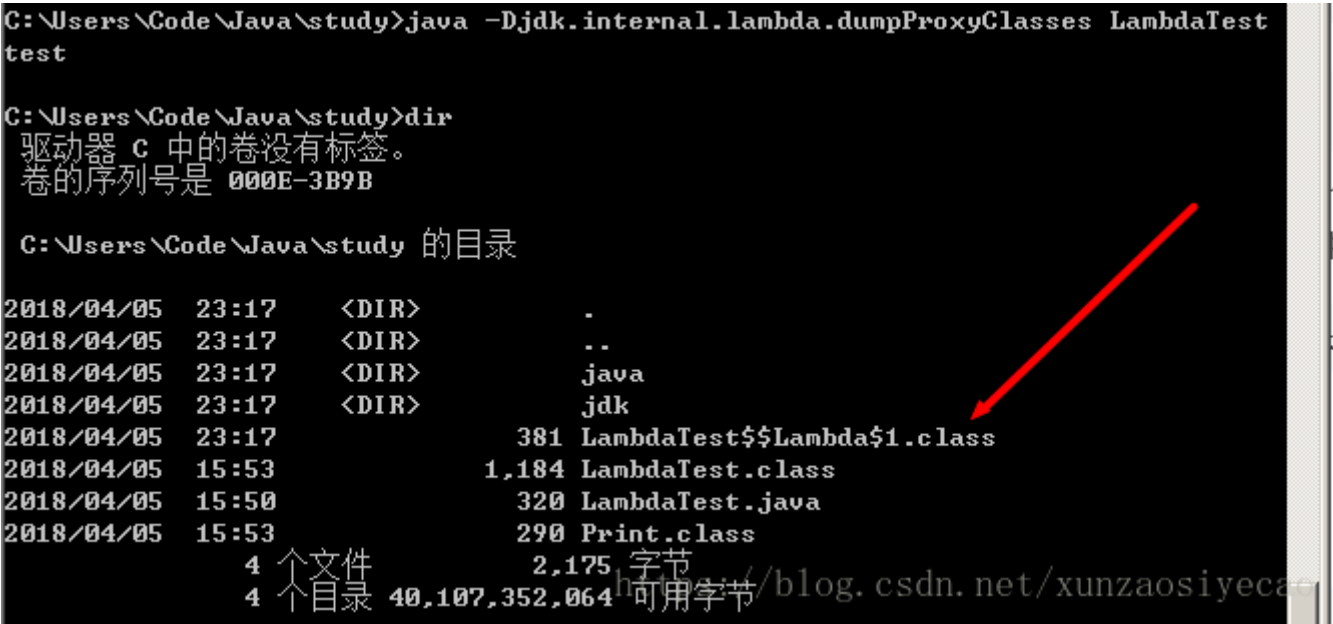 C:\Users\Code\Java\study>java -Djdk.internal.lambda.dumpProxyClasses LambdaTest
test
C:\Users\Code\Java\study>dir
驱动器 C 中的卷没有标签。
卷的序列号是 000E-3B9B
C:\Users\Code\Java\study 的目录
2018/04/05  23:17    <DIR>          .
2018/04/05  23:17    <DIR>          ..
2018/04/05  23:17    <DIR>          java
2018/04/05  23:17    <DIR>          jdk
2018/04/05  23:17               381 LambdaTest$$Lambda$1.class
2018/04/05  15:53             1,184 LambdaTest.class
2018/04/05  15:50               320 LambdaTest.java
2018/04/05  15:53               290 Print.class
4 个文件          2,175 字节
4 个目录 40,107,352,064 可用字节
https://blog.csdn.net/xunzaosiyecao